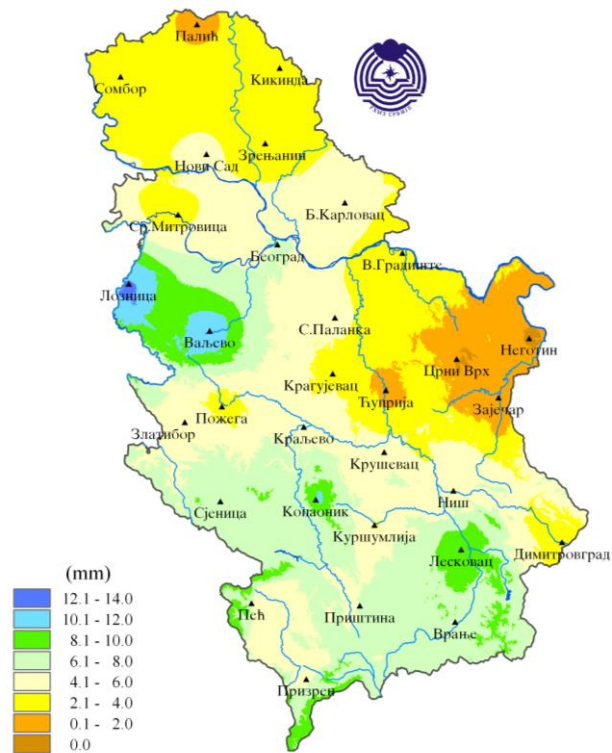 Палић
Сомбор
Кикинда
Зрењанин
Нови Сад
Ср.Митровица
Б.Карловац
Београд
В.Градиште
Лозница
Ваљево
С.Паланка
Неготин
Црни Врх
Крагујевац
Ћуприја
Зајечар
Пожега
Златибор
Краљево
Крушевац
Ниш
Сјеница
Копаоник
Куршумлија
Лесковац
Димитровград
Пећ
Приштина
Врање
Призрен
(mm)
12.1 - 14.0
10.1 - 12.0
8.1 - 10.0
6.1 - 8.0
4.1 - 6.0
2.1 - 4.0
0.1 - 2.0
0.0